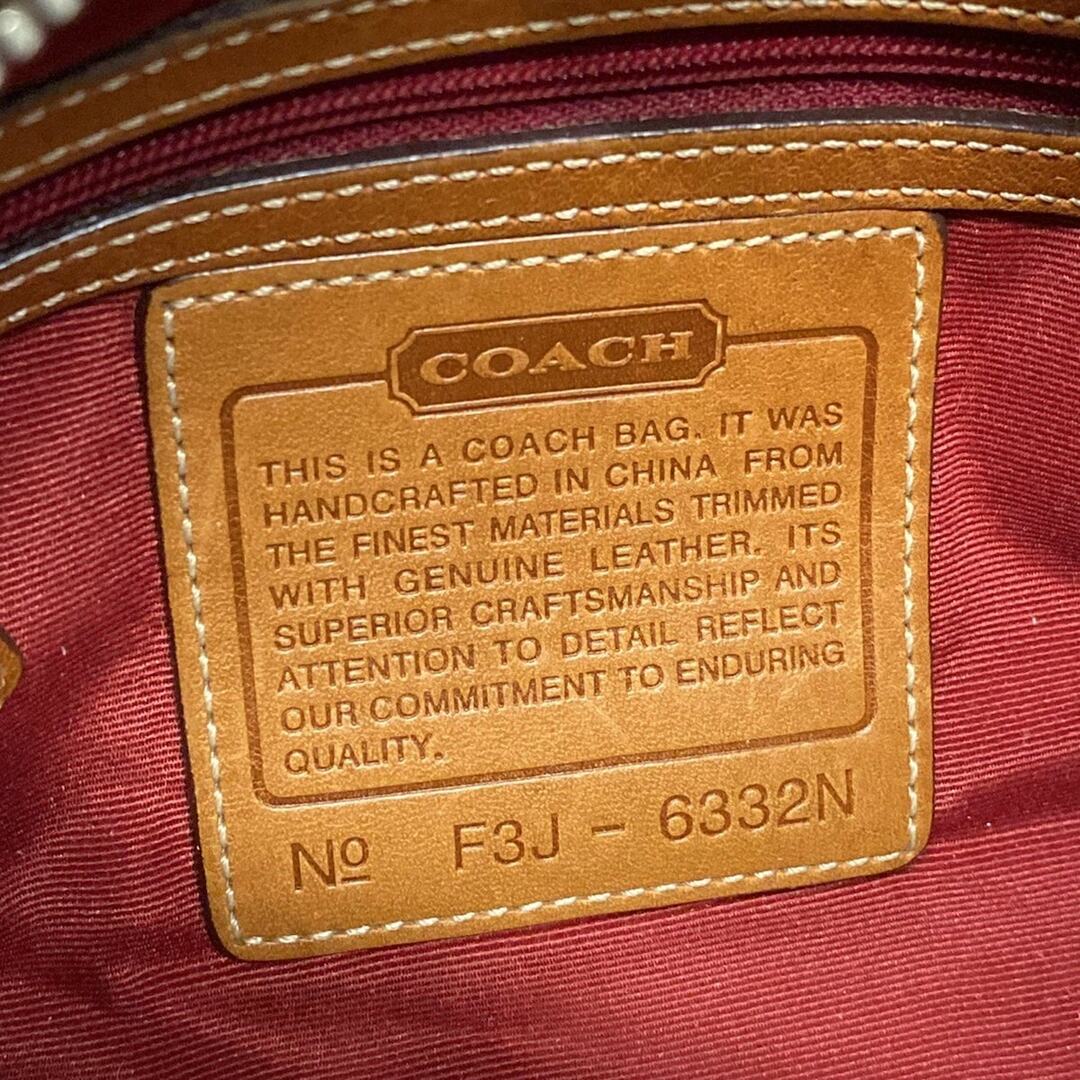 COACH
THIS IS A COACH BAG. IT WAS
HANDCRAFTED IN CHINA FROM
THE FINEST MATERIALS TRIMMED
WITH GENUINE LEATHER. ITS
SUPERIOR CRAFTSMANSHIP AND
ATTENTION TO DETAIL REFLECT
OUR COMMITMENT TO ENDURING
QUALITY.
Nº F3J - 6332N